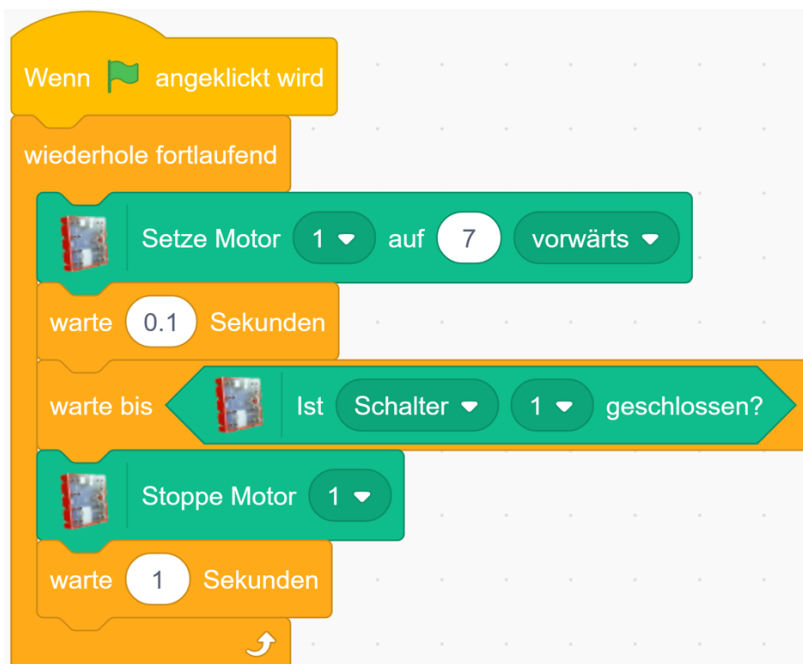 Wenn angeklickt wird
wiederhole fortlaufend
Setze Motor 1 auf 7 vorwärts
warte 0.1 Sekunden
warte bis Ist Schalter 1 geschlossen?
Stoppe Motor 1
warte 1 Sekunden